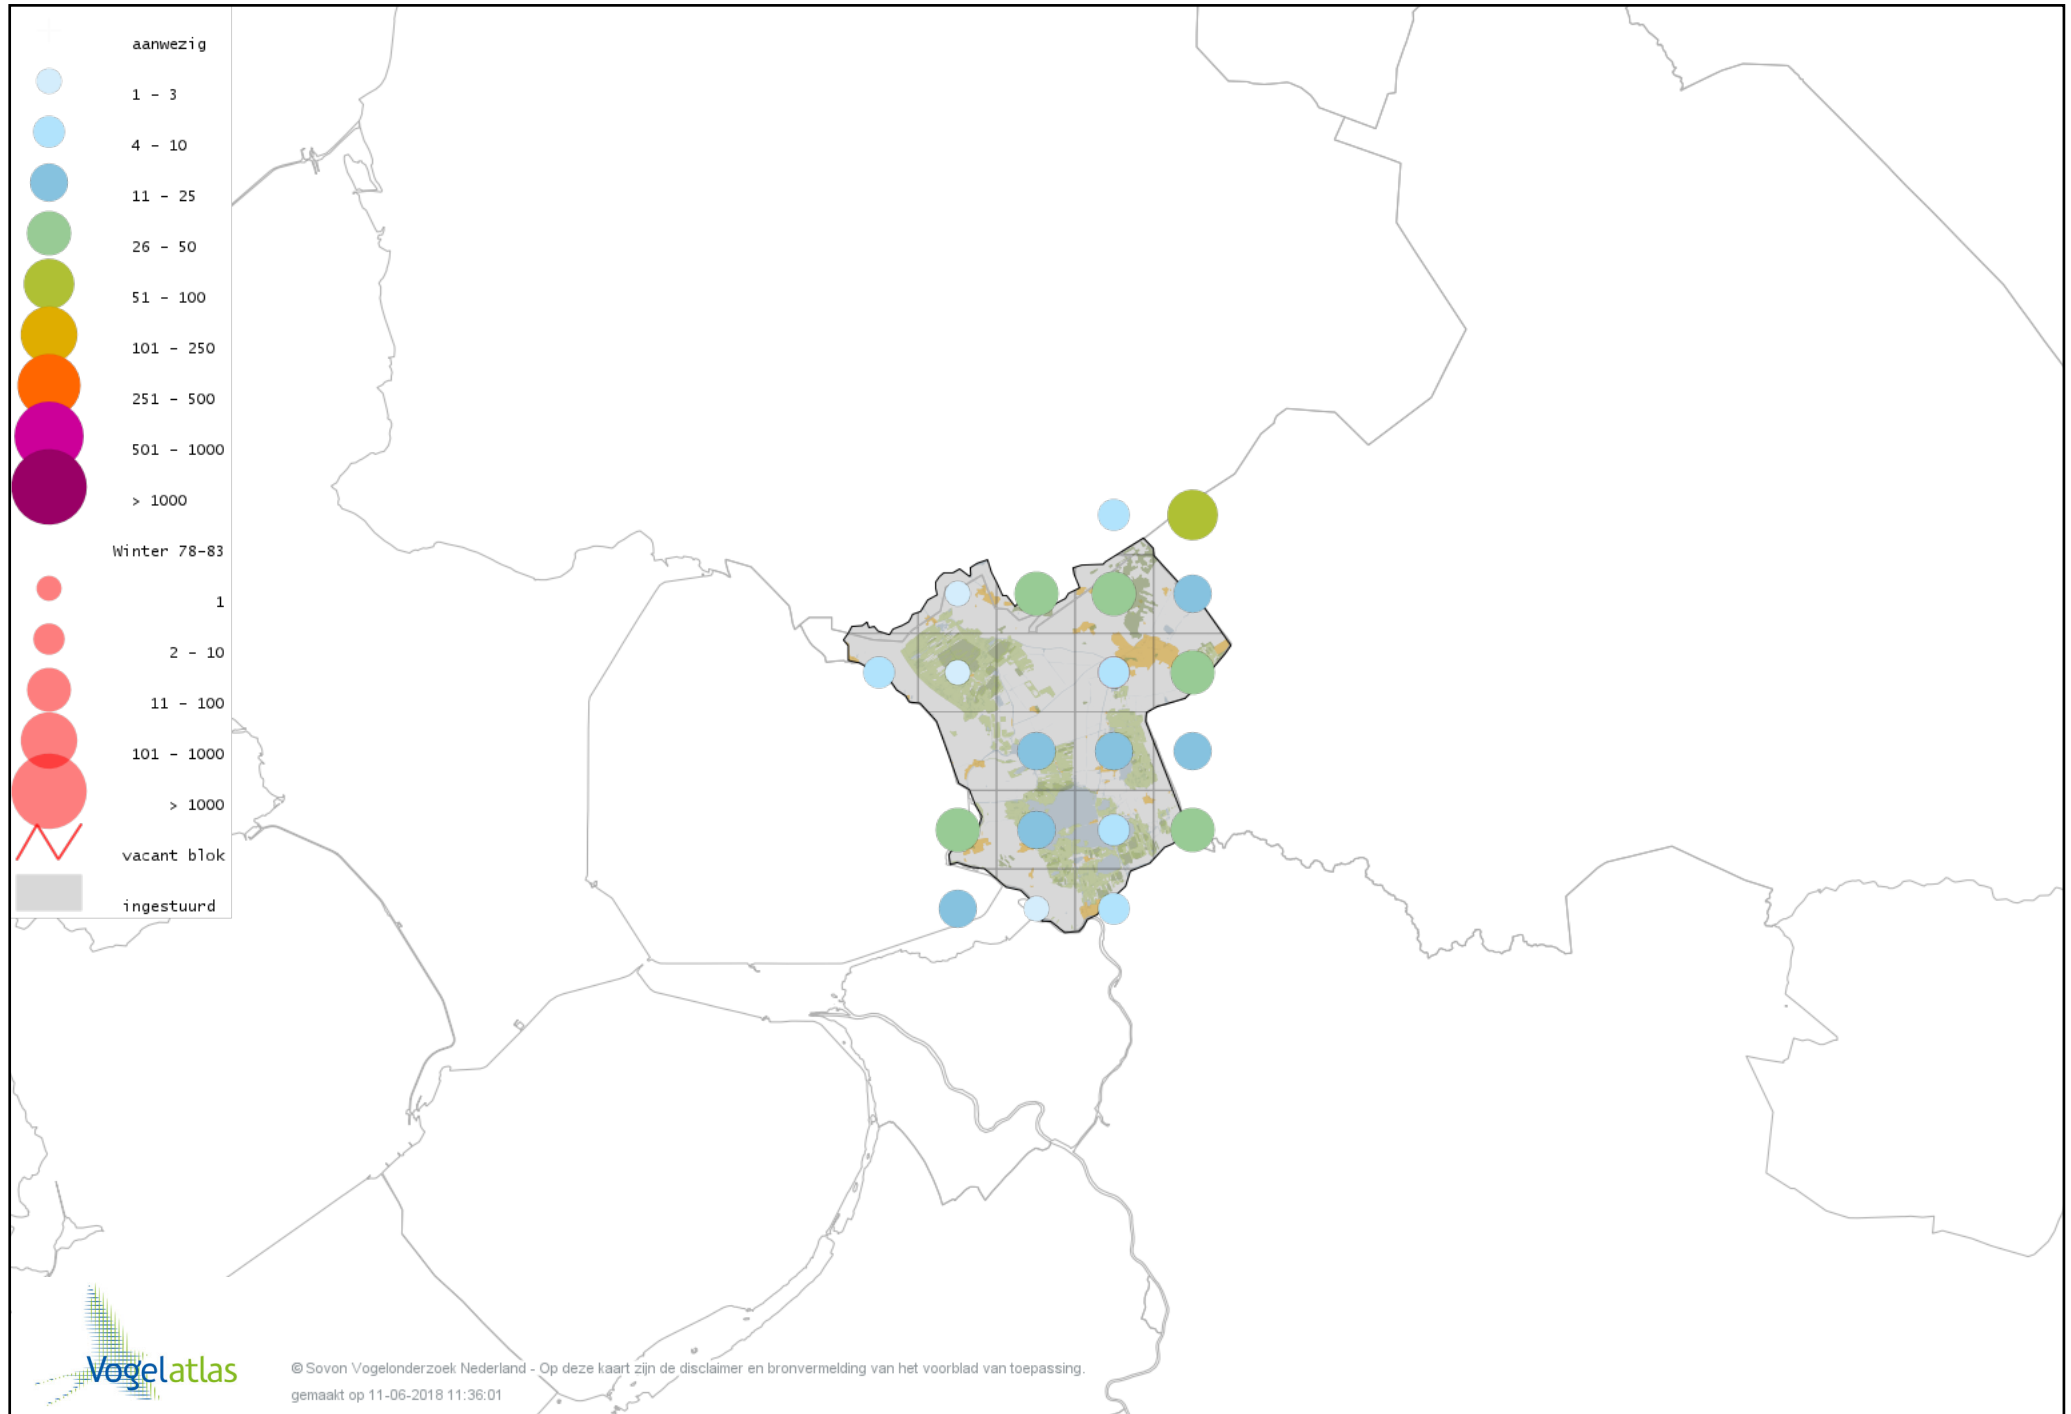 aanwezig
1 - 3
4 - 10
11 - 25
26 - 50
51 - 100
101 - 250
251 - 500
501 - 1000
> 1000
Winter 78-83
1
2 - 10
11 - 100
101 - 1000
> 1000
vacant blok
ingestuurd
Vogelatlas
© Sovon Vogelonderzoek Nederland - Op deze kaart zijn de disclaimer en bronvermelding van het voorblad van toepassing.
gemaakt op 11-06-2018 11:36:01